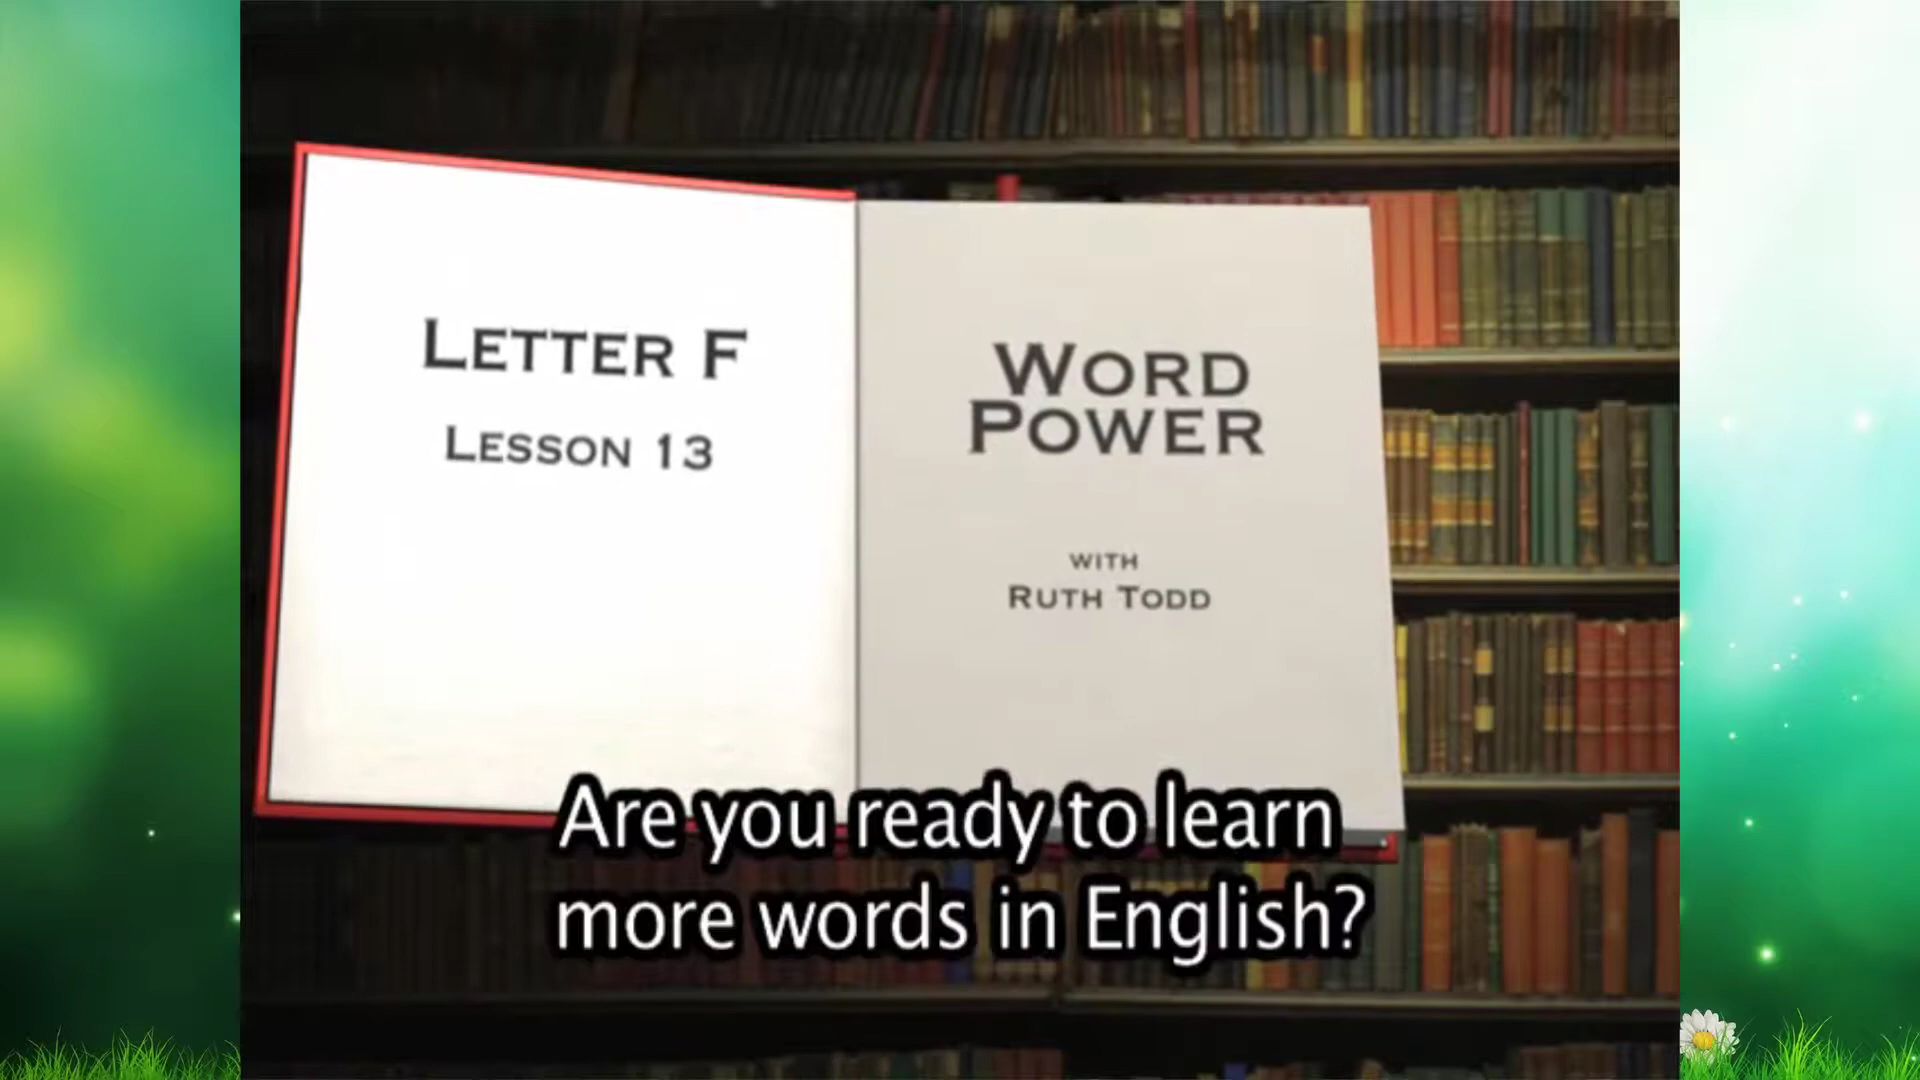 LETTER F
LESSON 13
WORD
POWER
WITH
RUTH TODD
Are you ready to learn
more words in English?